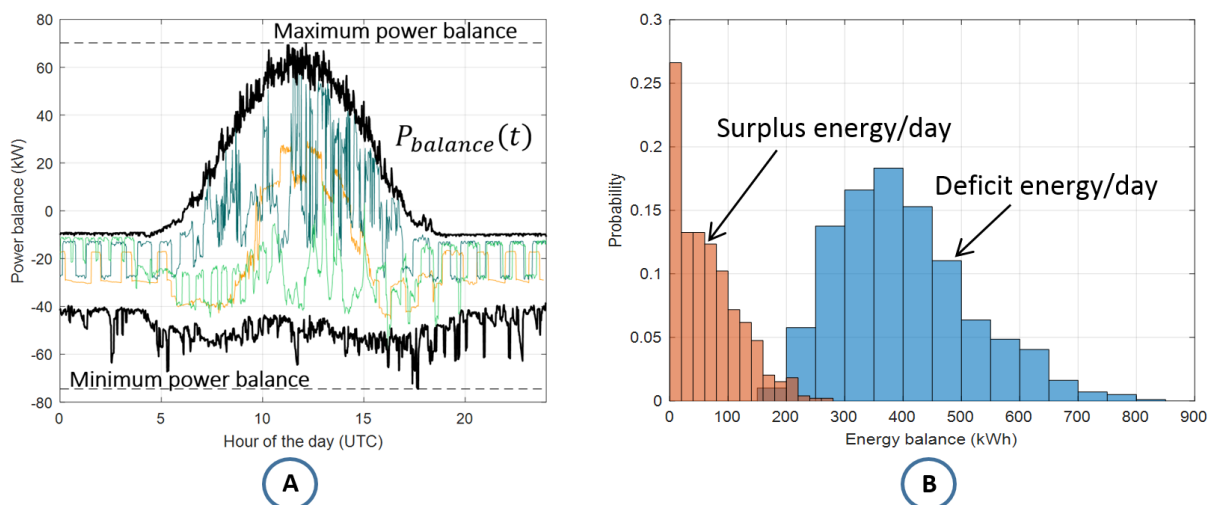 Maximum power balance
P_balance(t)
Minimum power balance
Power balance (kW)
80
60
40
20
0
-20
-40
-60
-80
0
5
10
15
20
Hour of the day (UTC)
A
Surplus energy/day
Deficit energy/day
Probability
0.3
0.25
0.2
0.15
0.1
0.05
0
0
100
200
300
400
500
600
700
800
900
Energy balance (kWh)
B